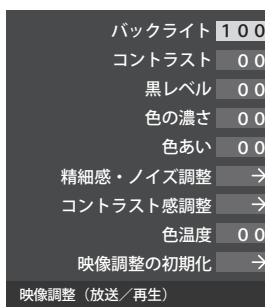 バックライト 100
コントラスト 00
黒レベル 00
色の濃さ 00
色あい 00
精細感・ノイズ調整 →
コントラスト感調整 →
色温度 00
映像調整の初期化 →
映像調整（放送／再生）